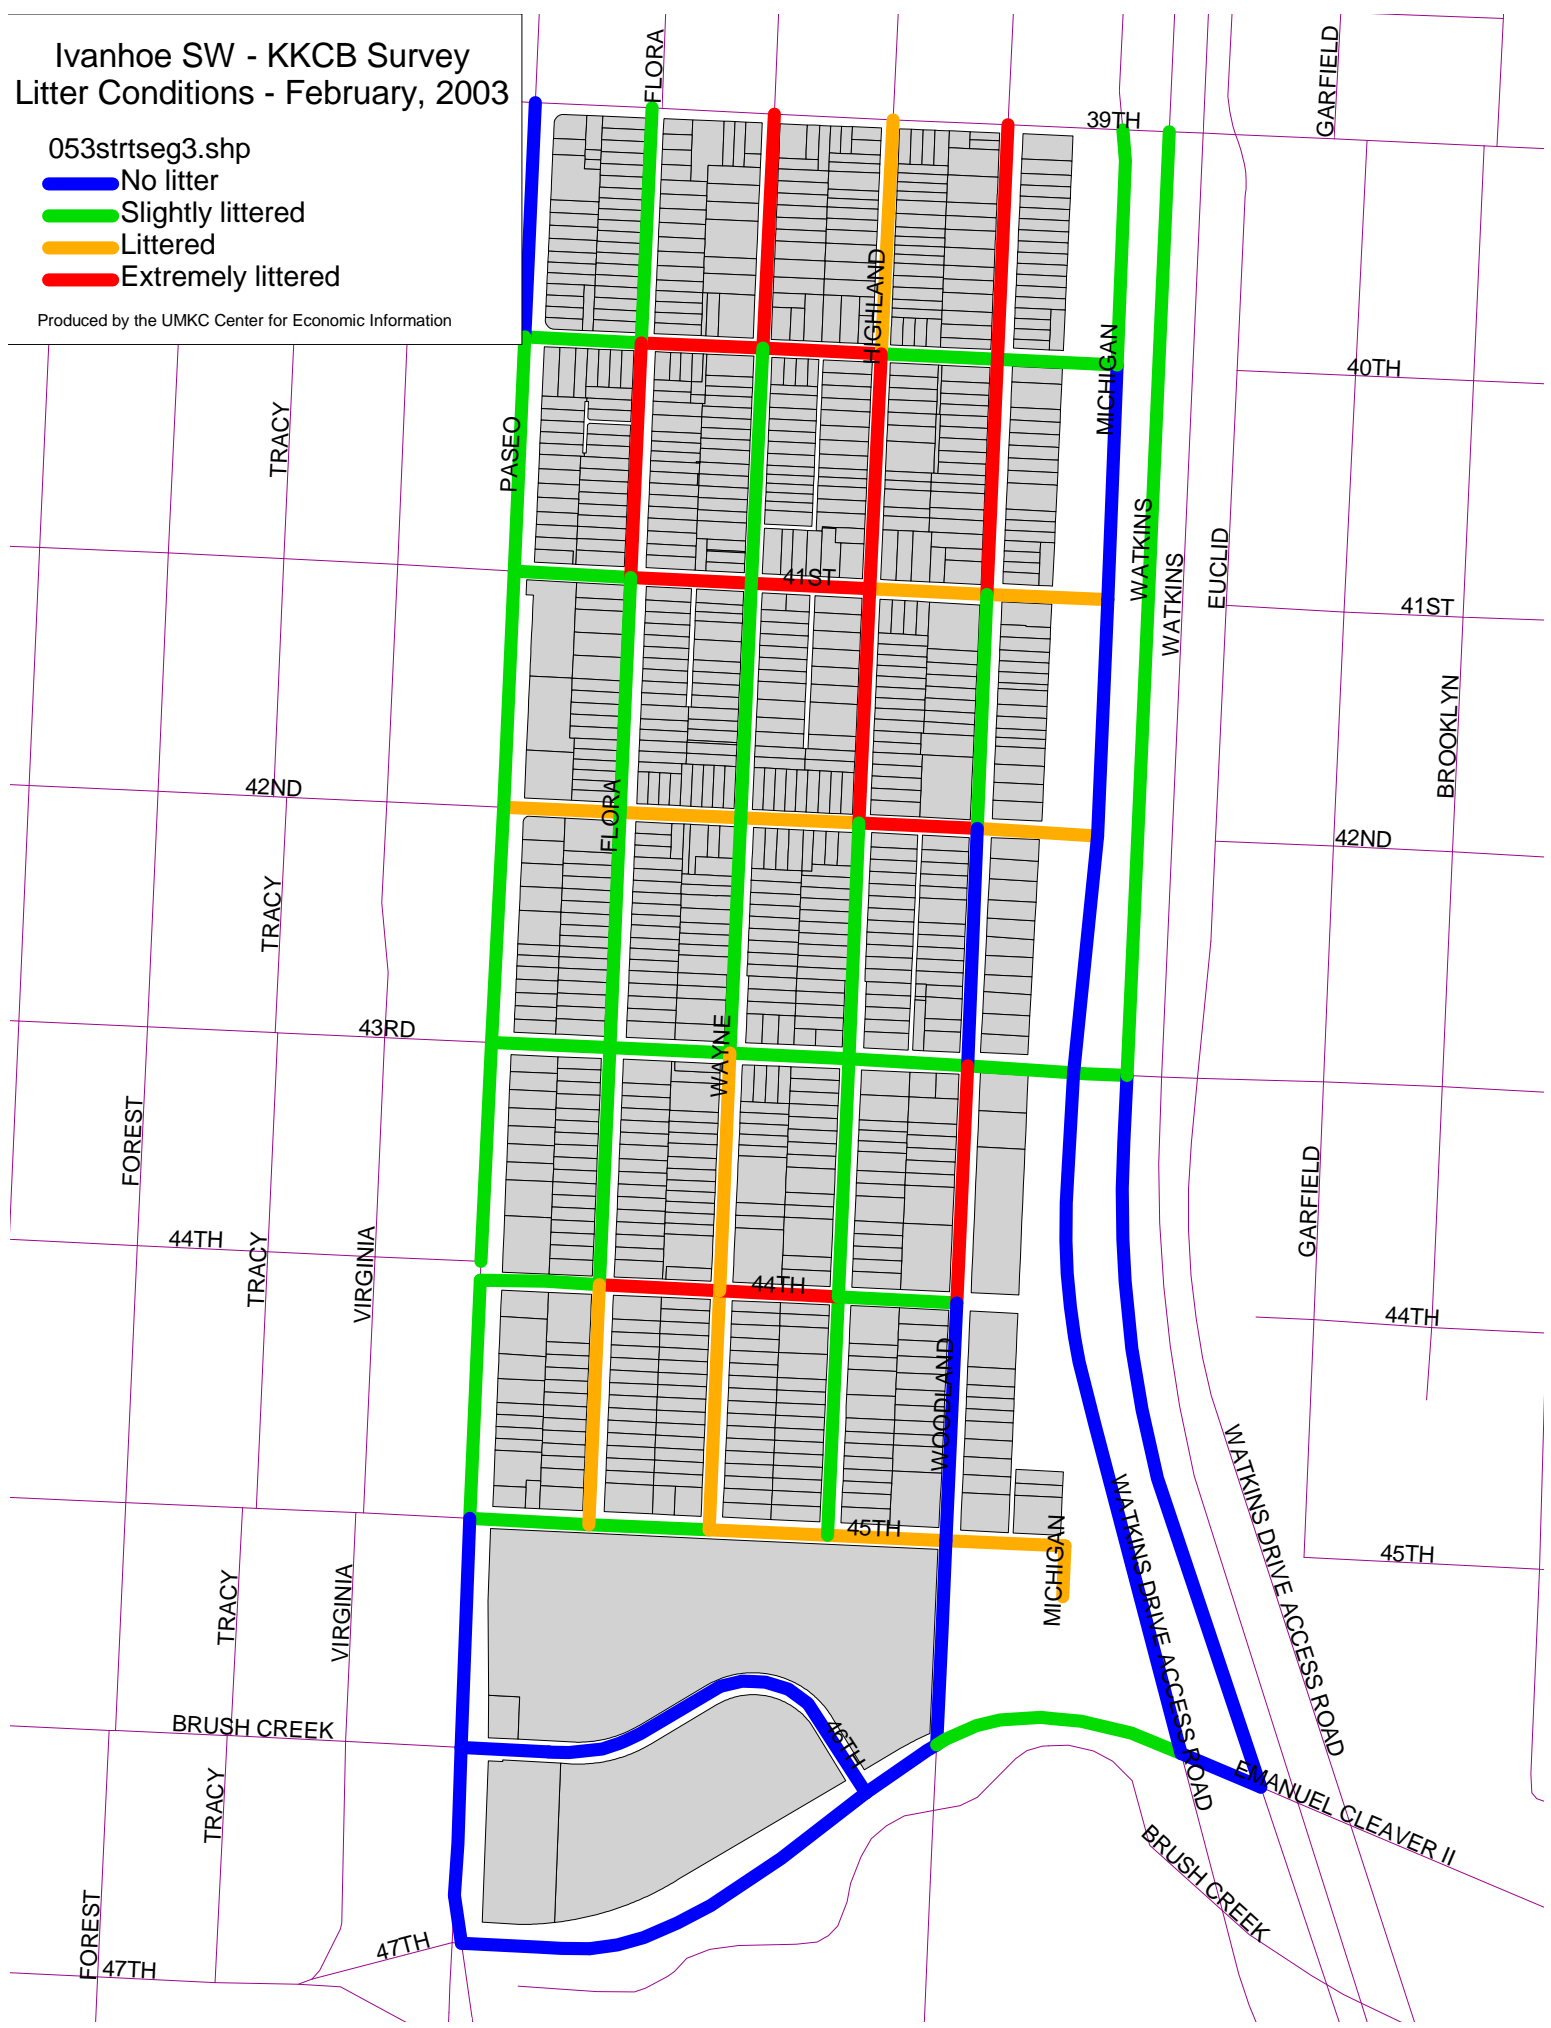 Ivanhoe SW - KKCB Survey
Litter Conditions - February, 2003
053strtseg3.shp
No litter
Slightly littered
Littered
Extremely littered
Produced by the UMKC Center for Economic Information
FLORA
GARFIELD
39TH
HIGHLAND
MICHIGAN
40TH
TRACY
PASEO
WATKINS
WATKINS
EUCLID
41ST
41ST
BROOKLYN
42ND
FLORA
42ND
TRACY
43RD
WAYNE
FOREST
GARFIELD
44TH
TRACY
VIRGINIA
44TH
44TH
WOODLAND
WATKINS DRIVE ACCESS ROAD
WATKINS DRIVE ACCESS ROAD
45TH
MICHIGAN
45TH
TRACY
VIRGINIA
BRUSH CREEK
46TH
TRACY
EMANUEL CLEAVER II
BRUSH CREEK
FOREST
47TH
47TH